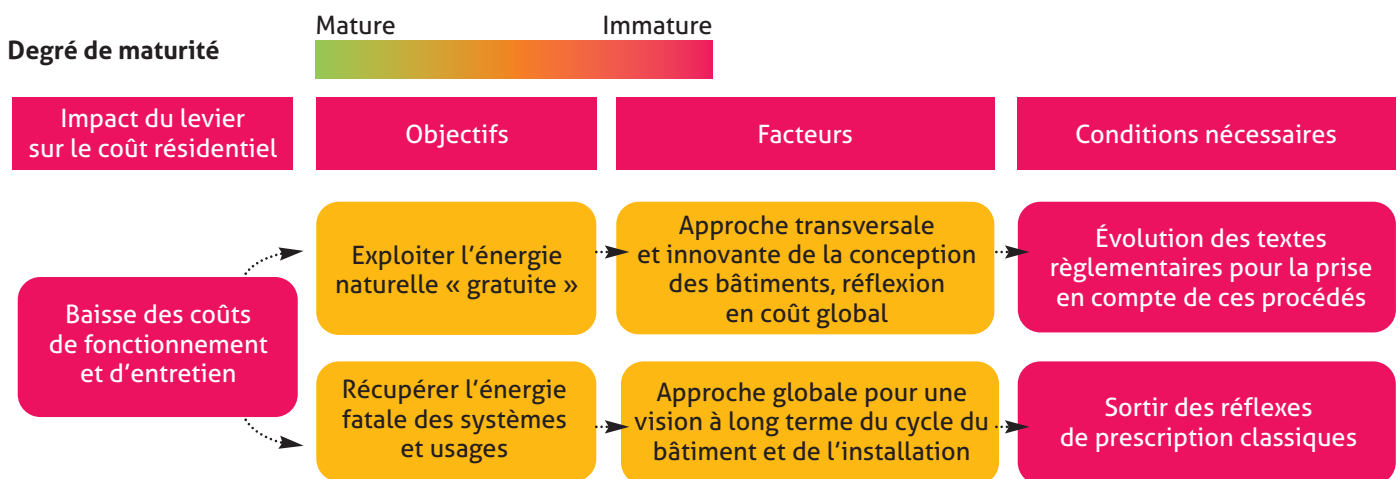 Degré de maturité
Mature
Immature
Impact du levier
sur le coût résidentiel
Objectifs
Facteurs
Conditions nécessaires
Baisse des coûts
de fonctionnement
et d'entretien
Exploiter l'énergie
naturelle « gratuite »
Approche transversale
et innovante de la conception
des bâtiments, réflexion
en coût global
Évolution des textes
règlementaires pour la prise
en compte de ces procédés
Récupérer l'énergie
fatale des systèmes
et usages
Approche globale pour une
vision à long terme du cycle du
bâtiment et de l'installation
Sortir des réflexes
de prescription classiques